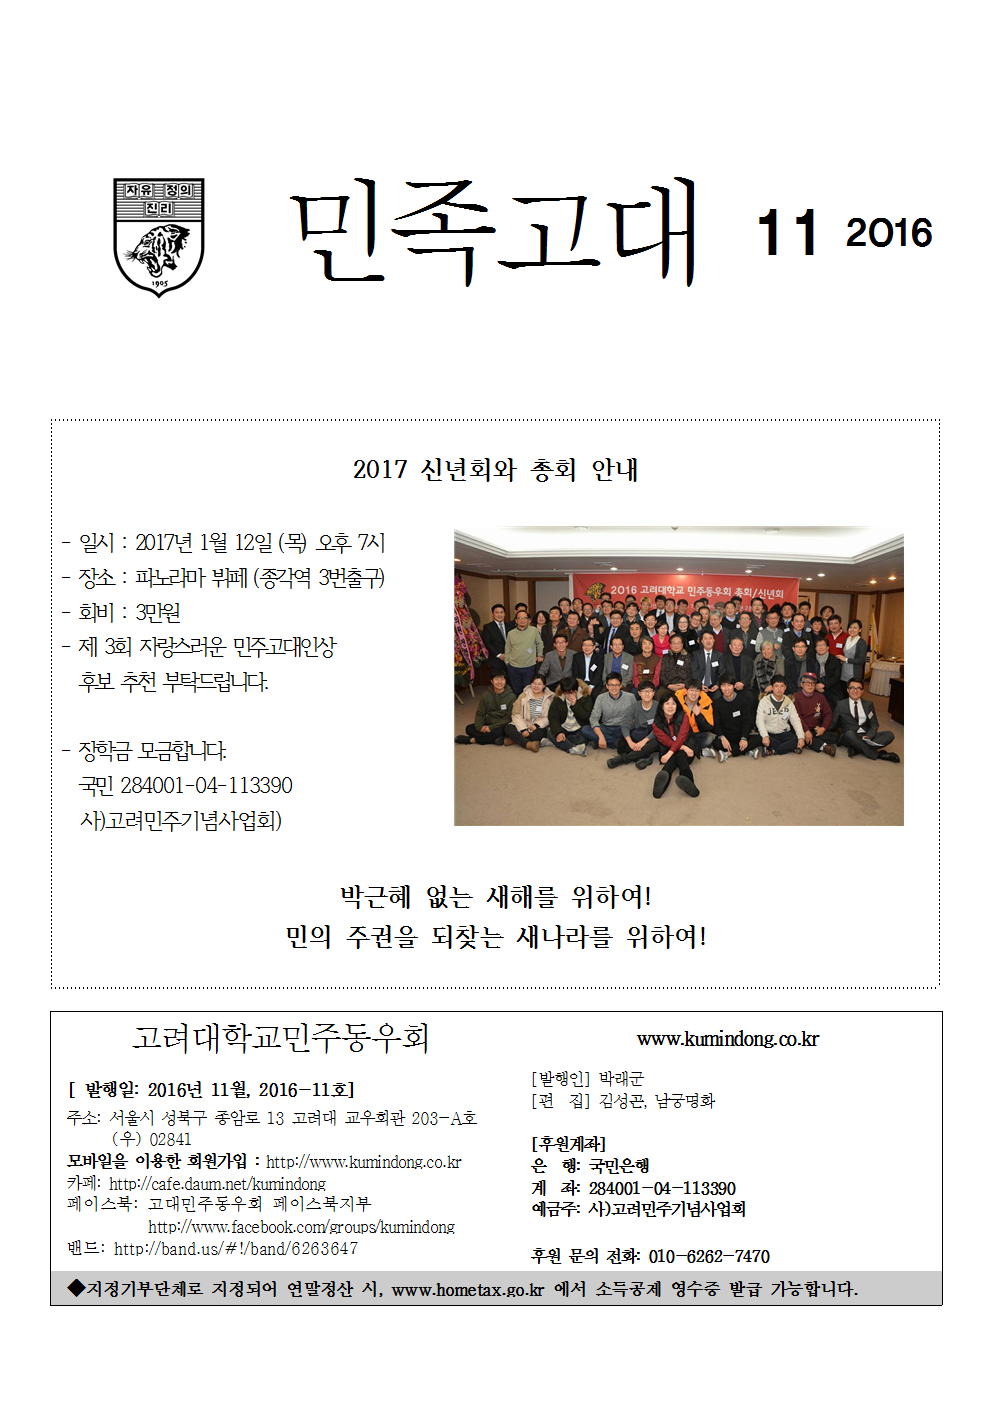 자유 정의
진리
1905
민족고대 11 2016
2017 신년회와 총회 안내
- 일시 : 2017년 1월 12일 (목) 오후 7시
- 장소 : 파노라마 뷔페 (종각역 3번출구)
- 회비 : 3만원
- 제 3회 자랑스러운 민주고대인상
후보 추천 부탁드립니다.
- 장학금 모금합니다.
국민 284001-04-113390
사)고려민주기념사업회)
2016 고려대학교 민주동우회 총회/신년회
박근혜 없는 새해를 위하여!
민의 주권을 되찾는 새나라를 위하여!
고려대학교민주동우회
[ 발행일: 2016년 11월, 2016-11호]
주소: 서울시 성북구 종암로 13 고려대 교우회관 203-A호
(우) 02841
모바일을 이용한 회원가입 : http://www.kumindong.co.kr
카페: http://cafe.daum.net/kumindong
페이스북: 고대민주동우회 페이스북지부
http://www.facebook.com/groups/kumindong
밴드: http://band.us/#!/band/6263647
www.kumindong.co.kr
[발행인] 박래군
[편 집] 김성곤, 남궁명화
[후원계좌]
은 행: 국민은행
계 좌: 284001-04-113390
예금주: 사)고려민주기념사업회
후원 문의 전화: 010-6262-7470
◆지정기부단체로 지정되어 연말정산 시, www.hometax.go.kr 에서 소득공제 영수증 발급 가능합니다.